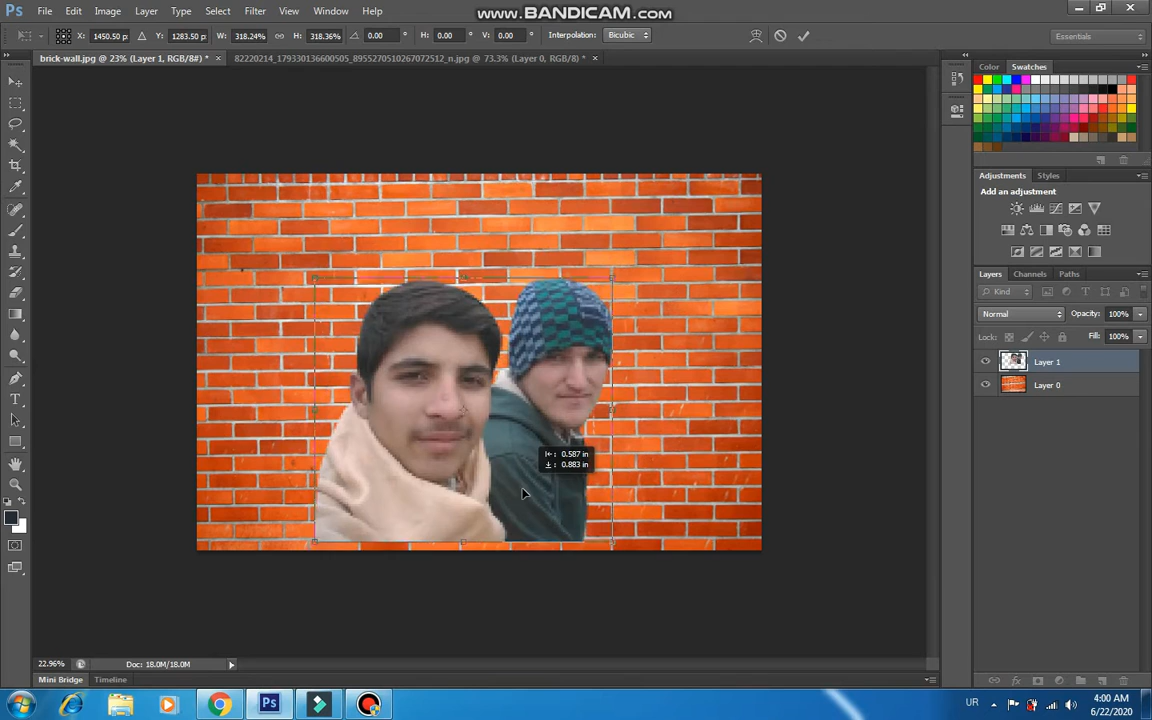 www.BANDICAM.com
Ps File Edit Image Layer Type Select Filter View Window Help
X: 1450.50 p Y: 1283.50 px W: 318.24% H: 318.36% 0.00 ° H: 0.00 ° V: 0.00 ° Interpolation: Bicubic Essentials
brick-wall.jpg @ 23% (Layer 1, RGB/8#) * × 82220214_179330136600505_8955270510267072512_n.jpg @ 73.3% (Layer 0, RGB/8) * ×
Color Swatches
Adjustments Styles
Add an adjustment
Layers Channels Paths
Kind
Normal Opacity: 100%
Lock: Fill: 100%
Layer 1
Layer 0
0.587 in
0.883 in
22.96% Doc: 18.0M/18.0M
Mini Bridge Timeline
Ps UR 4:00 AM
6/22/2020